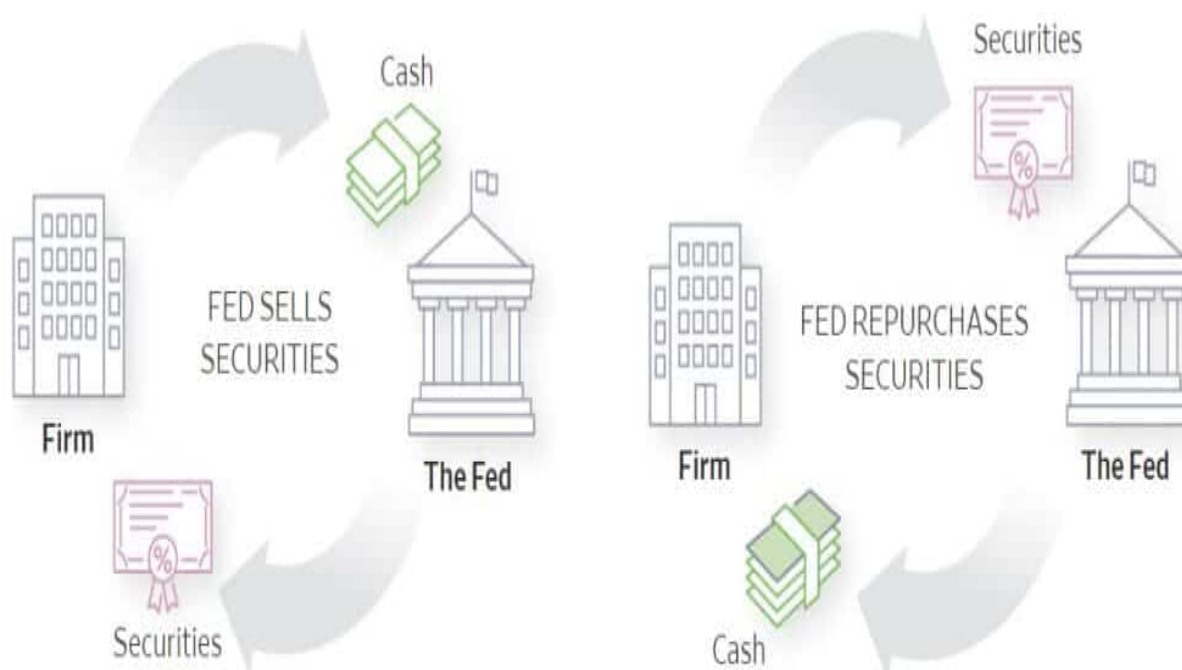 Cash
FED SELLS
SECURITIES
Firm
The Fed
%
Securities
Securities
%
FED REPURCHASES
SECURITIES
Firm
The Fed
Cash